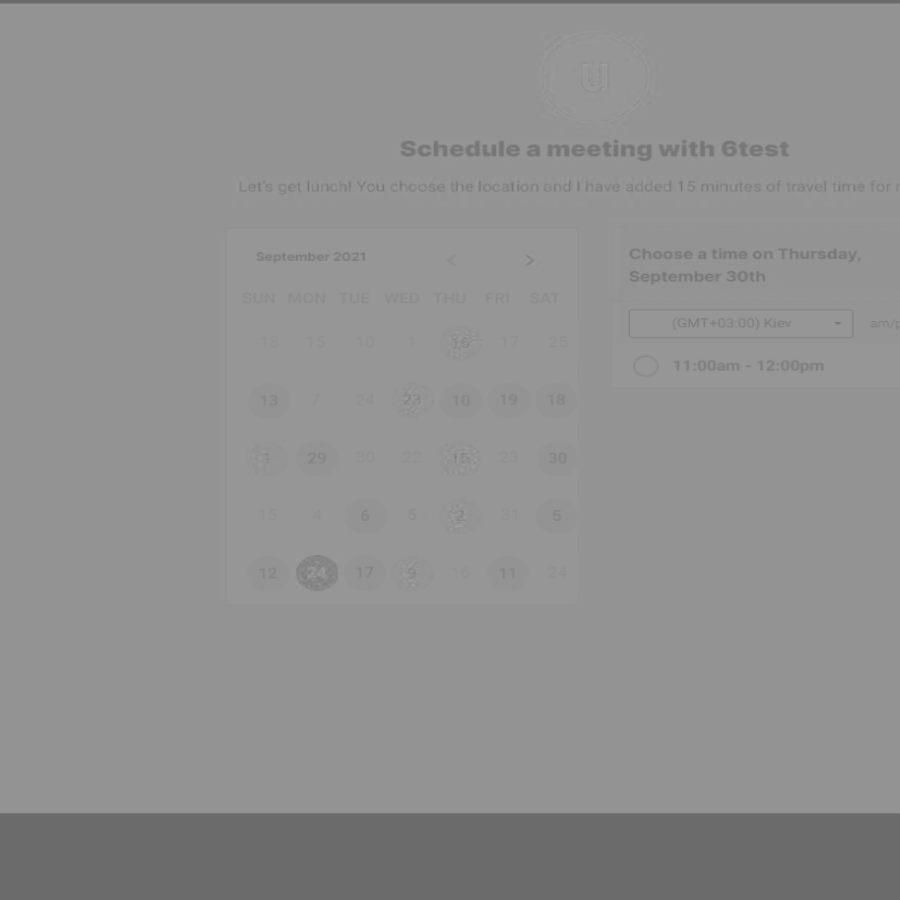 U
Schedule a meeting with 6test
Let's get lunch! You choose the location and I have added 15 minutes of travel time for
September 2021 < >
SUN MON TUE WED THU FRI SAT
18 13 10 1 16 17 25
13 7 24 23 10 19 18
29 30 22 15 23 30
15 4 6 5 2 31 5
12 24 17 9 16 11 24
Choose a time on Thursday,
September 30th
(GMT+03:00) Kiev am/p
11:00am - 12:00pm